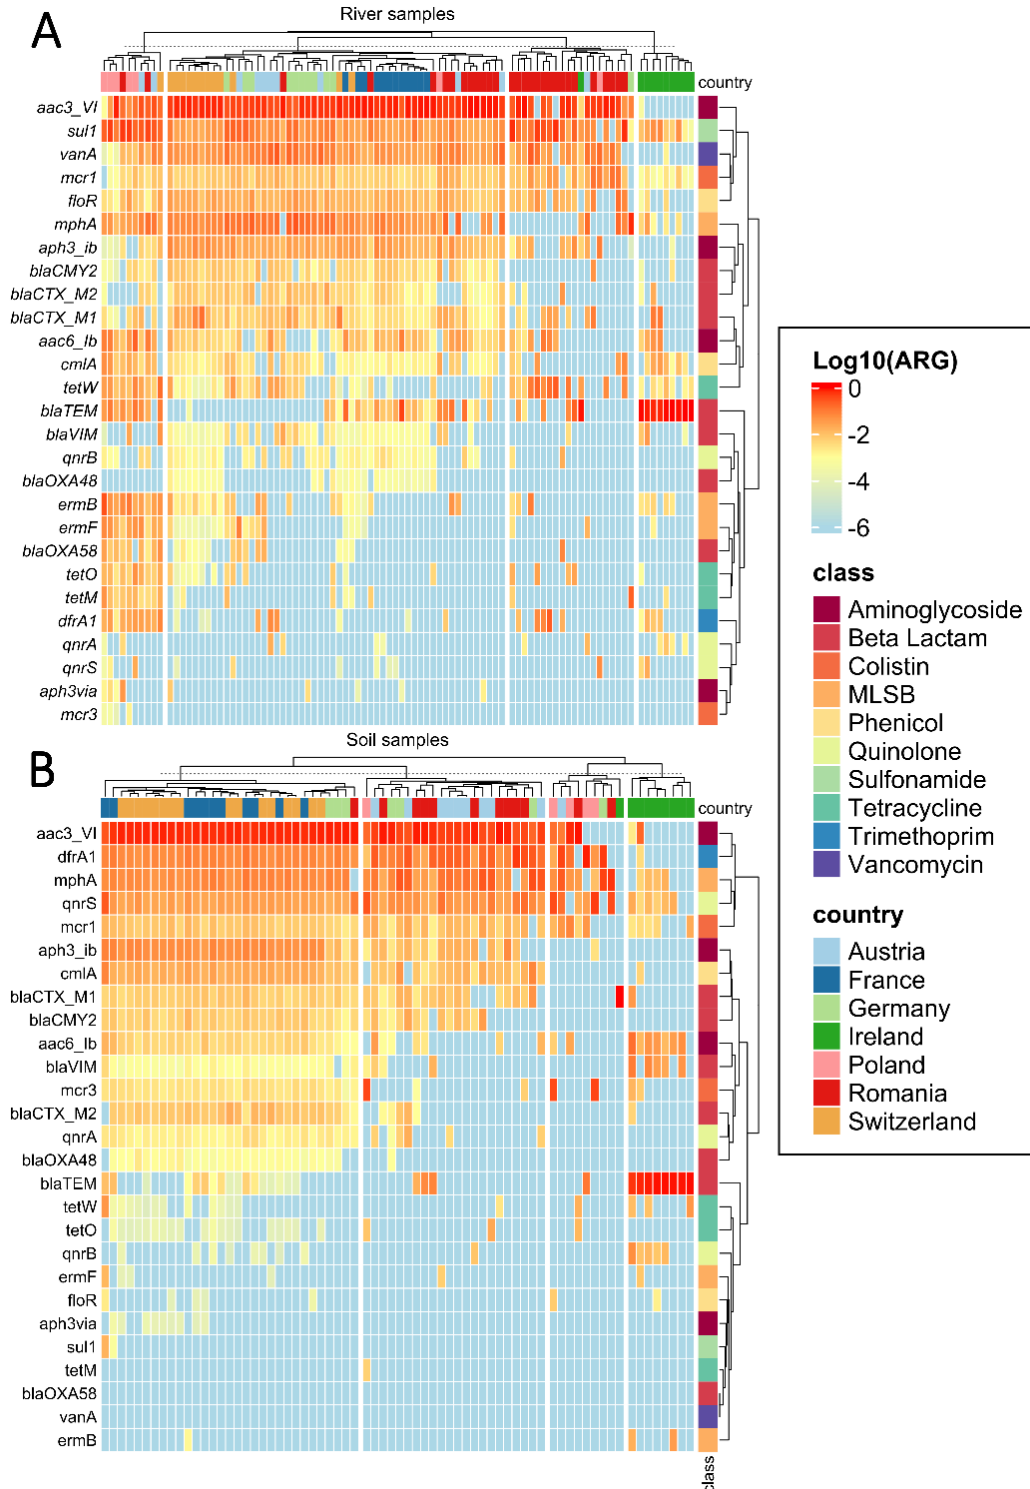 A
River samples
country
aac3_VI
sul1
vanA
mcr1
floR
mphA
aph3_ib
blaCMY2
blaCTX_M2
blaCTX_M1
aac6_Ib
cmlA
tetW
blaTEM
blaVIM
qnrB
blaOXA48
ermB
ermF
blaOXA58
tetO
tetM
dfrA1
qnrA
qnrS
aph3via
mcr3
B
Soil samples
country
aac3_VI
dfrA1
mphA
qnrS
mcr1
aph3_ib
cmlA
blaCTX_M1
blaCMY2
aac6_Ib
blaVIM
mcr3
blaCTX_M2
qnrA
blaOXA48
blaTEM
tetW
tetO
qnrB
ermF
floR
aph3via
sul1
tetM
blaOXA58
vanA
ermB
class
Log10(ARG)
0
-2
-4
-6
class
Aminoglycoside
Beta Lactam
Colistin
MLSB
Phenicol
Quinolone
Sulfonamide
Tetracycline
Trimethoprim
Vancomycin
country
Austria
France
Germany
Ireland
Poland
Romania
Switzerland